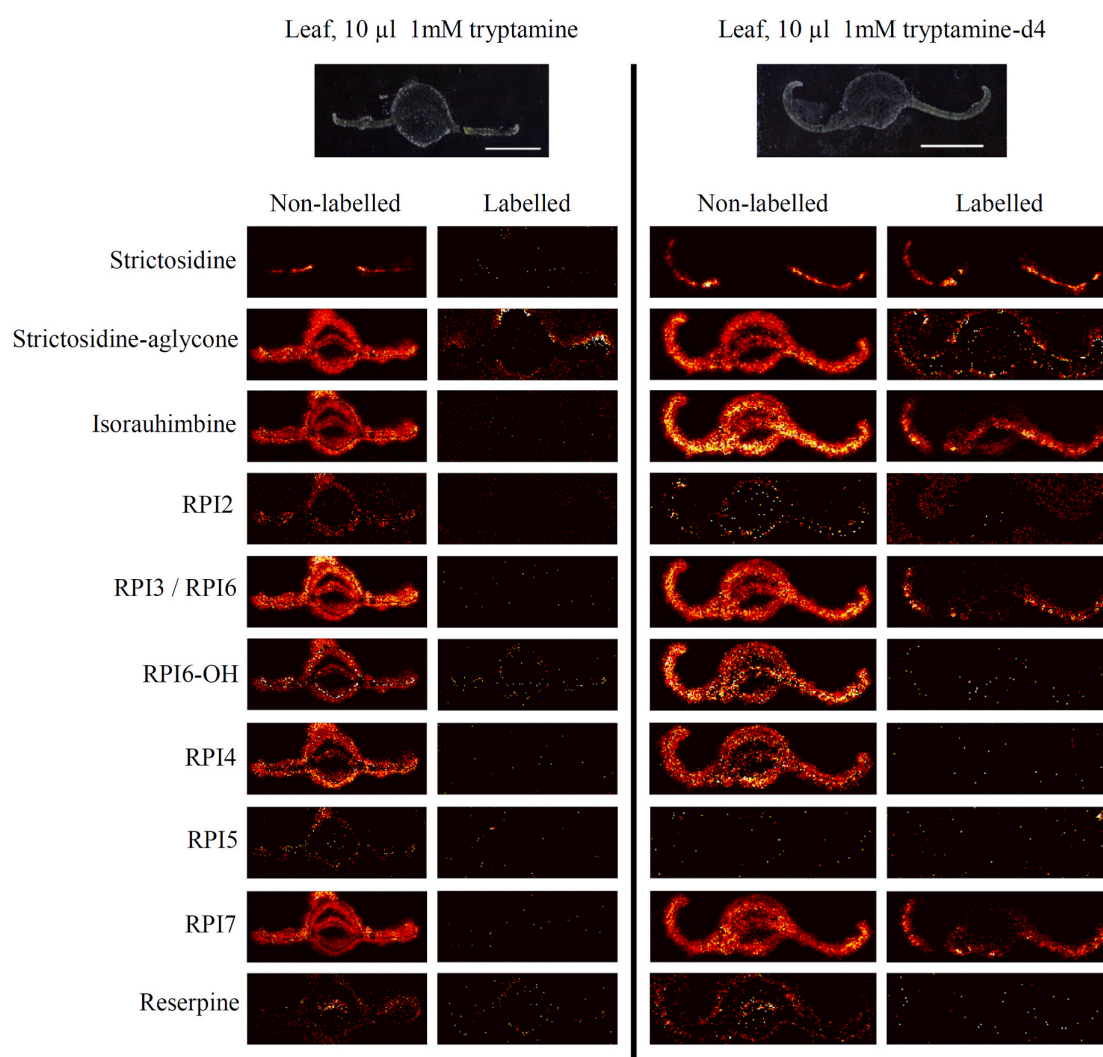 Leaf, 10 µl 1mM tryptamine
Leaf, 10 µl 1mM tryptamine-d4
Non-labelled
Labelled
Non-labelled
Labelled
Strictosidine
Strictosidine-aglycone
Isorauhimbine
RPI2
RPI3 / RPI6
RPI6-OH
RPI4
RPI5
RPI7
Reserpine